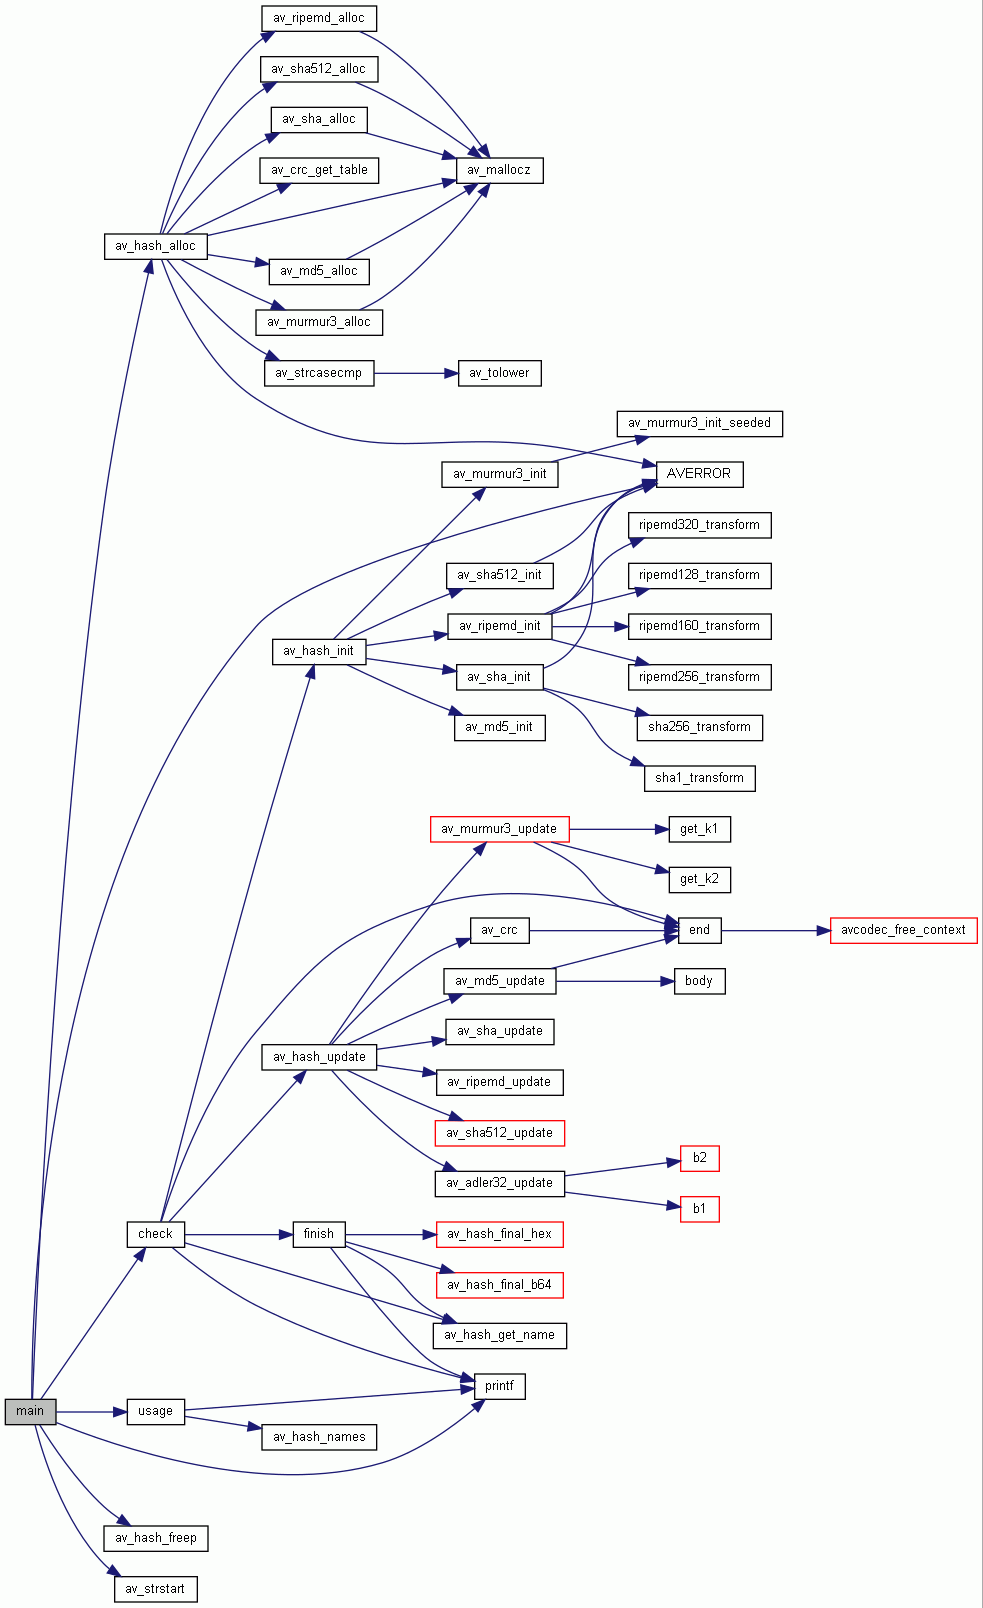 av_ripemd_alloc
av_sha512_alloc
av_sha_alloc
av_crc_get_table
av_mallocz
av_hash_alloc
av_md5_alloc
av_murmur3_alloc
av_strcasecmp
av_tolower
av_murmur3_init_seeded
av_murmur3_init
AVERROR
ripemd320_transform
av_sha512_init
ripemd128_transform
av_ripemd_init
ripemd160_transform
av_hash_init
av_sha_init
ripemd256_transform
av_md5_init
sha256_transform
sha1_transform
av_murmur3_update
get_k1
get_k2
av_crc
end
avcodec_free_context
av_md5_update
body
av_sha_update
av_hash_update
av_ripemd_update
av_sha512_update
b2
av_adler32_update
b1
check
finish
av_hash_final_hex
av_hash_final_b64
av_hash_get_name
printf
main
usage
av_hash_names
av_hash_freep
av_strstart